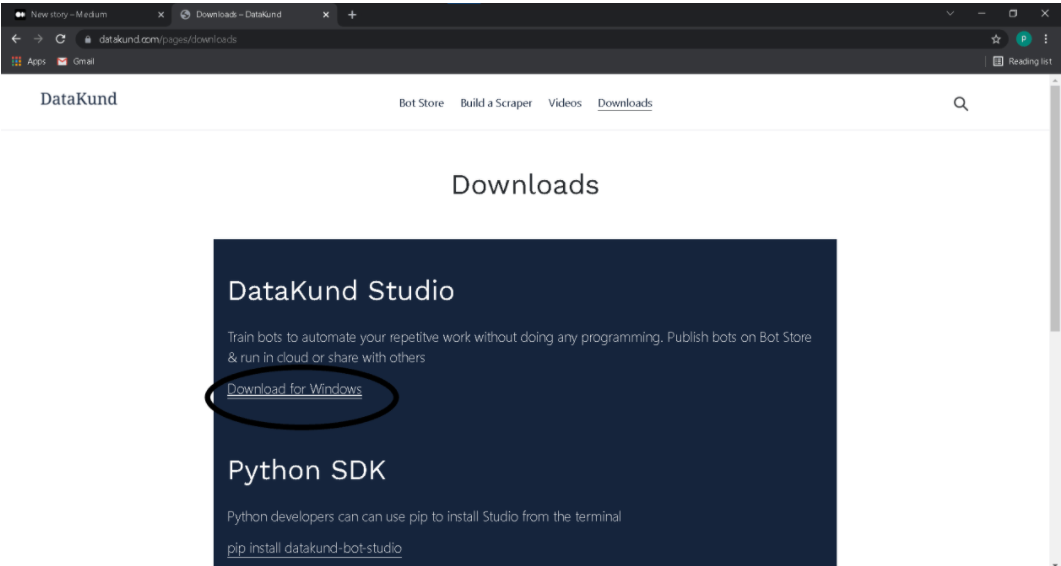 New story – Medium
Downloads – DataKund
datakund.com/pages/downloads
P
Apps Gmail
Reading list
DataKund
Bot Store Build a Scraper Videos Downloads
Downloads
DataKund Studio
Train bots to automate your repetitve work without doing any programming. Publish bots on Bot Store
& run in cloud or share with others
Download for Windows
Python SDK
Python developers can can use pip to install Studio from the terminal
pip install datakund-bot-studio